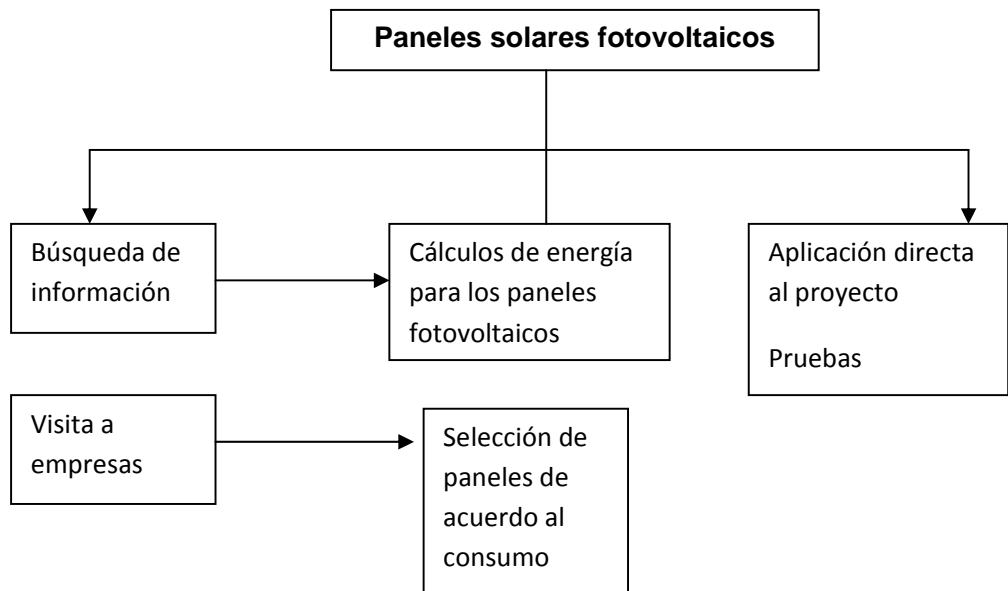 Paneles solares fotovoltaicos
Búsqueda de
información
Cálculos de energía
para los paneles
fotovoltaicos
Aplicación directa
al proyecto
Pruebas
Visita a
empresas
Selección de
paneles de
acuerdo al
consumo